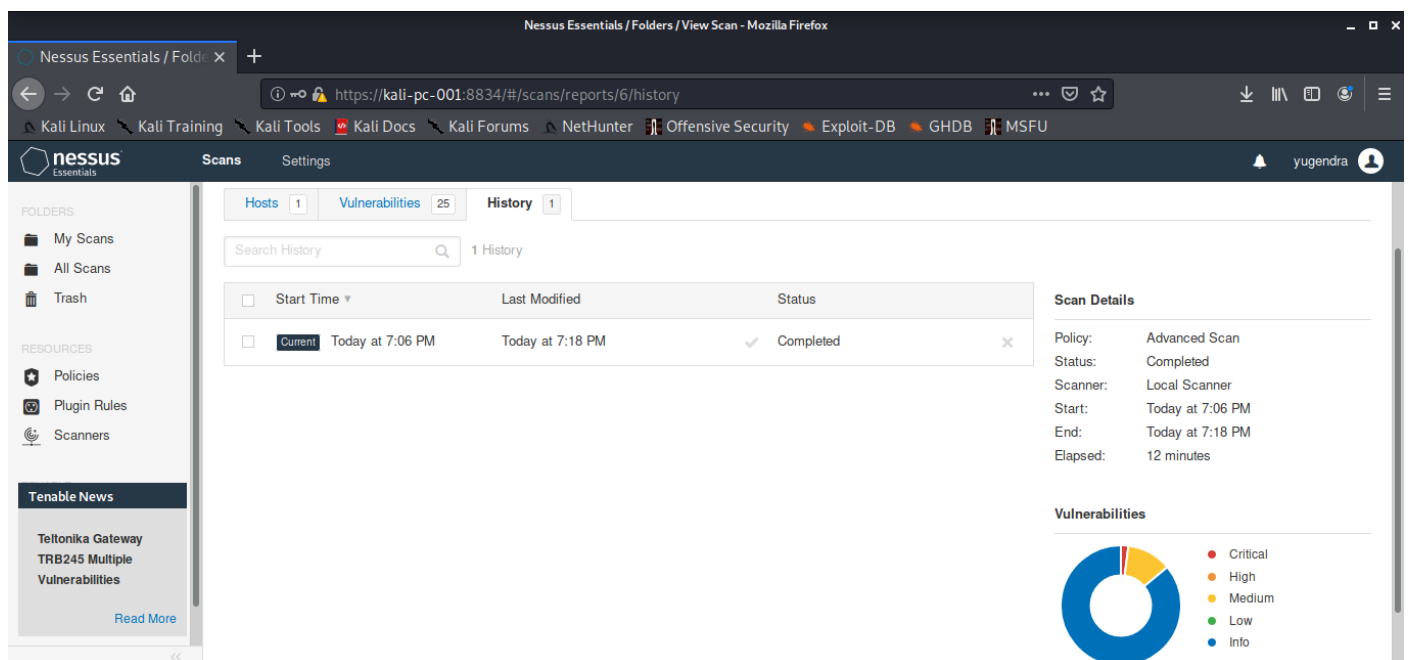 Nessus Essentials / Folders / View Scan - Mozilla Firefox
Nessus Essentials / Folde
https://kali-pc-001:8834/#/scans/reports/6/history
Kali Linux Kali Training Kali Tools Kali Docs Kali Forums NetHunter Offensive Security Exploit-DB GHDB MSFU
nessus Essentials Scans Settings yugendra
FOLDERS
My Scans
All Scans
Trash
RESOURCES
Policies
Plugin Rules
Scanners
Tenable News
Teltonika Gateway
TRB245 Multiple
Vulnerabilities
Read More
Hosts 1 Vulnerabilities 25 History 1
Search History 1 History
Start Time Last Modified Status
Current Today at 7:06 PM Today at 7:18 PM Completed
Scan Details
Policy: Advanced Scan
Status: Completed
Scanner: Local Scanner
Start: Today at 7:06 PM
End: Today at 7:18 PM
Elapsed: 12 minutes
Vulnerabilities
Critical
High
Medium
Low
Info